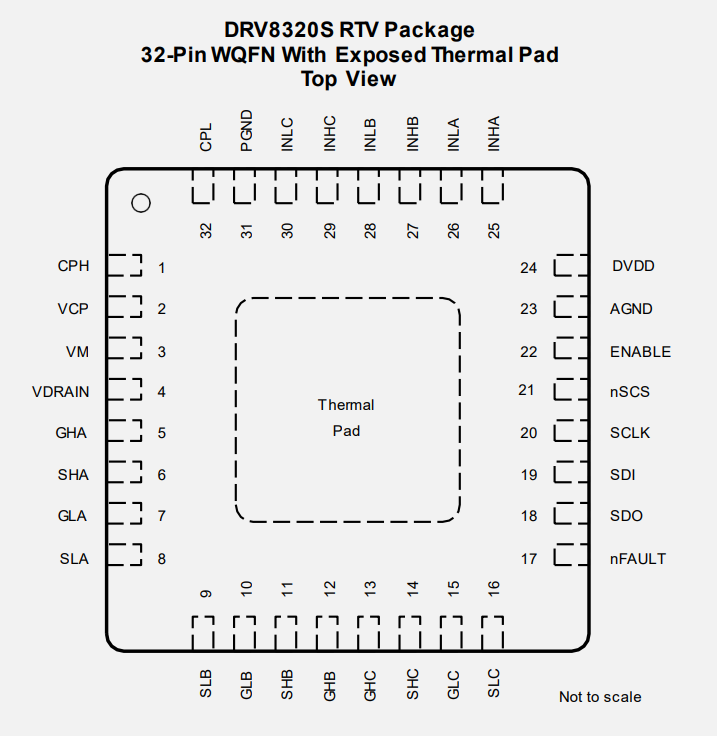 DRV8320S RTV Package
32-Pin WQFN With Exposed Thermal Pad
Top View
CPL PGND INLC INHC INLB INHB INLA INHA
32 31 30 29 28 27 26 25
CPH 1 24 DVDD
VCP 2 23 AGND
VM 3 22 ENABLE
VDRAIN 4 21 nSCS
Thermal
GHA 5 20 SCLK
Pad
SHA 6 19 SDI
GLA 7 18 SDO
SLA 8 17 nFAULT
9 10 11 12 13 14 15 16
SLB GLB SHB GHB GHC SHC GLC SLC
Not to scale